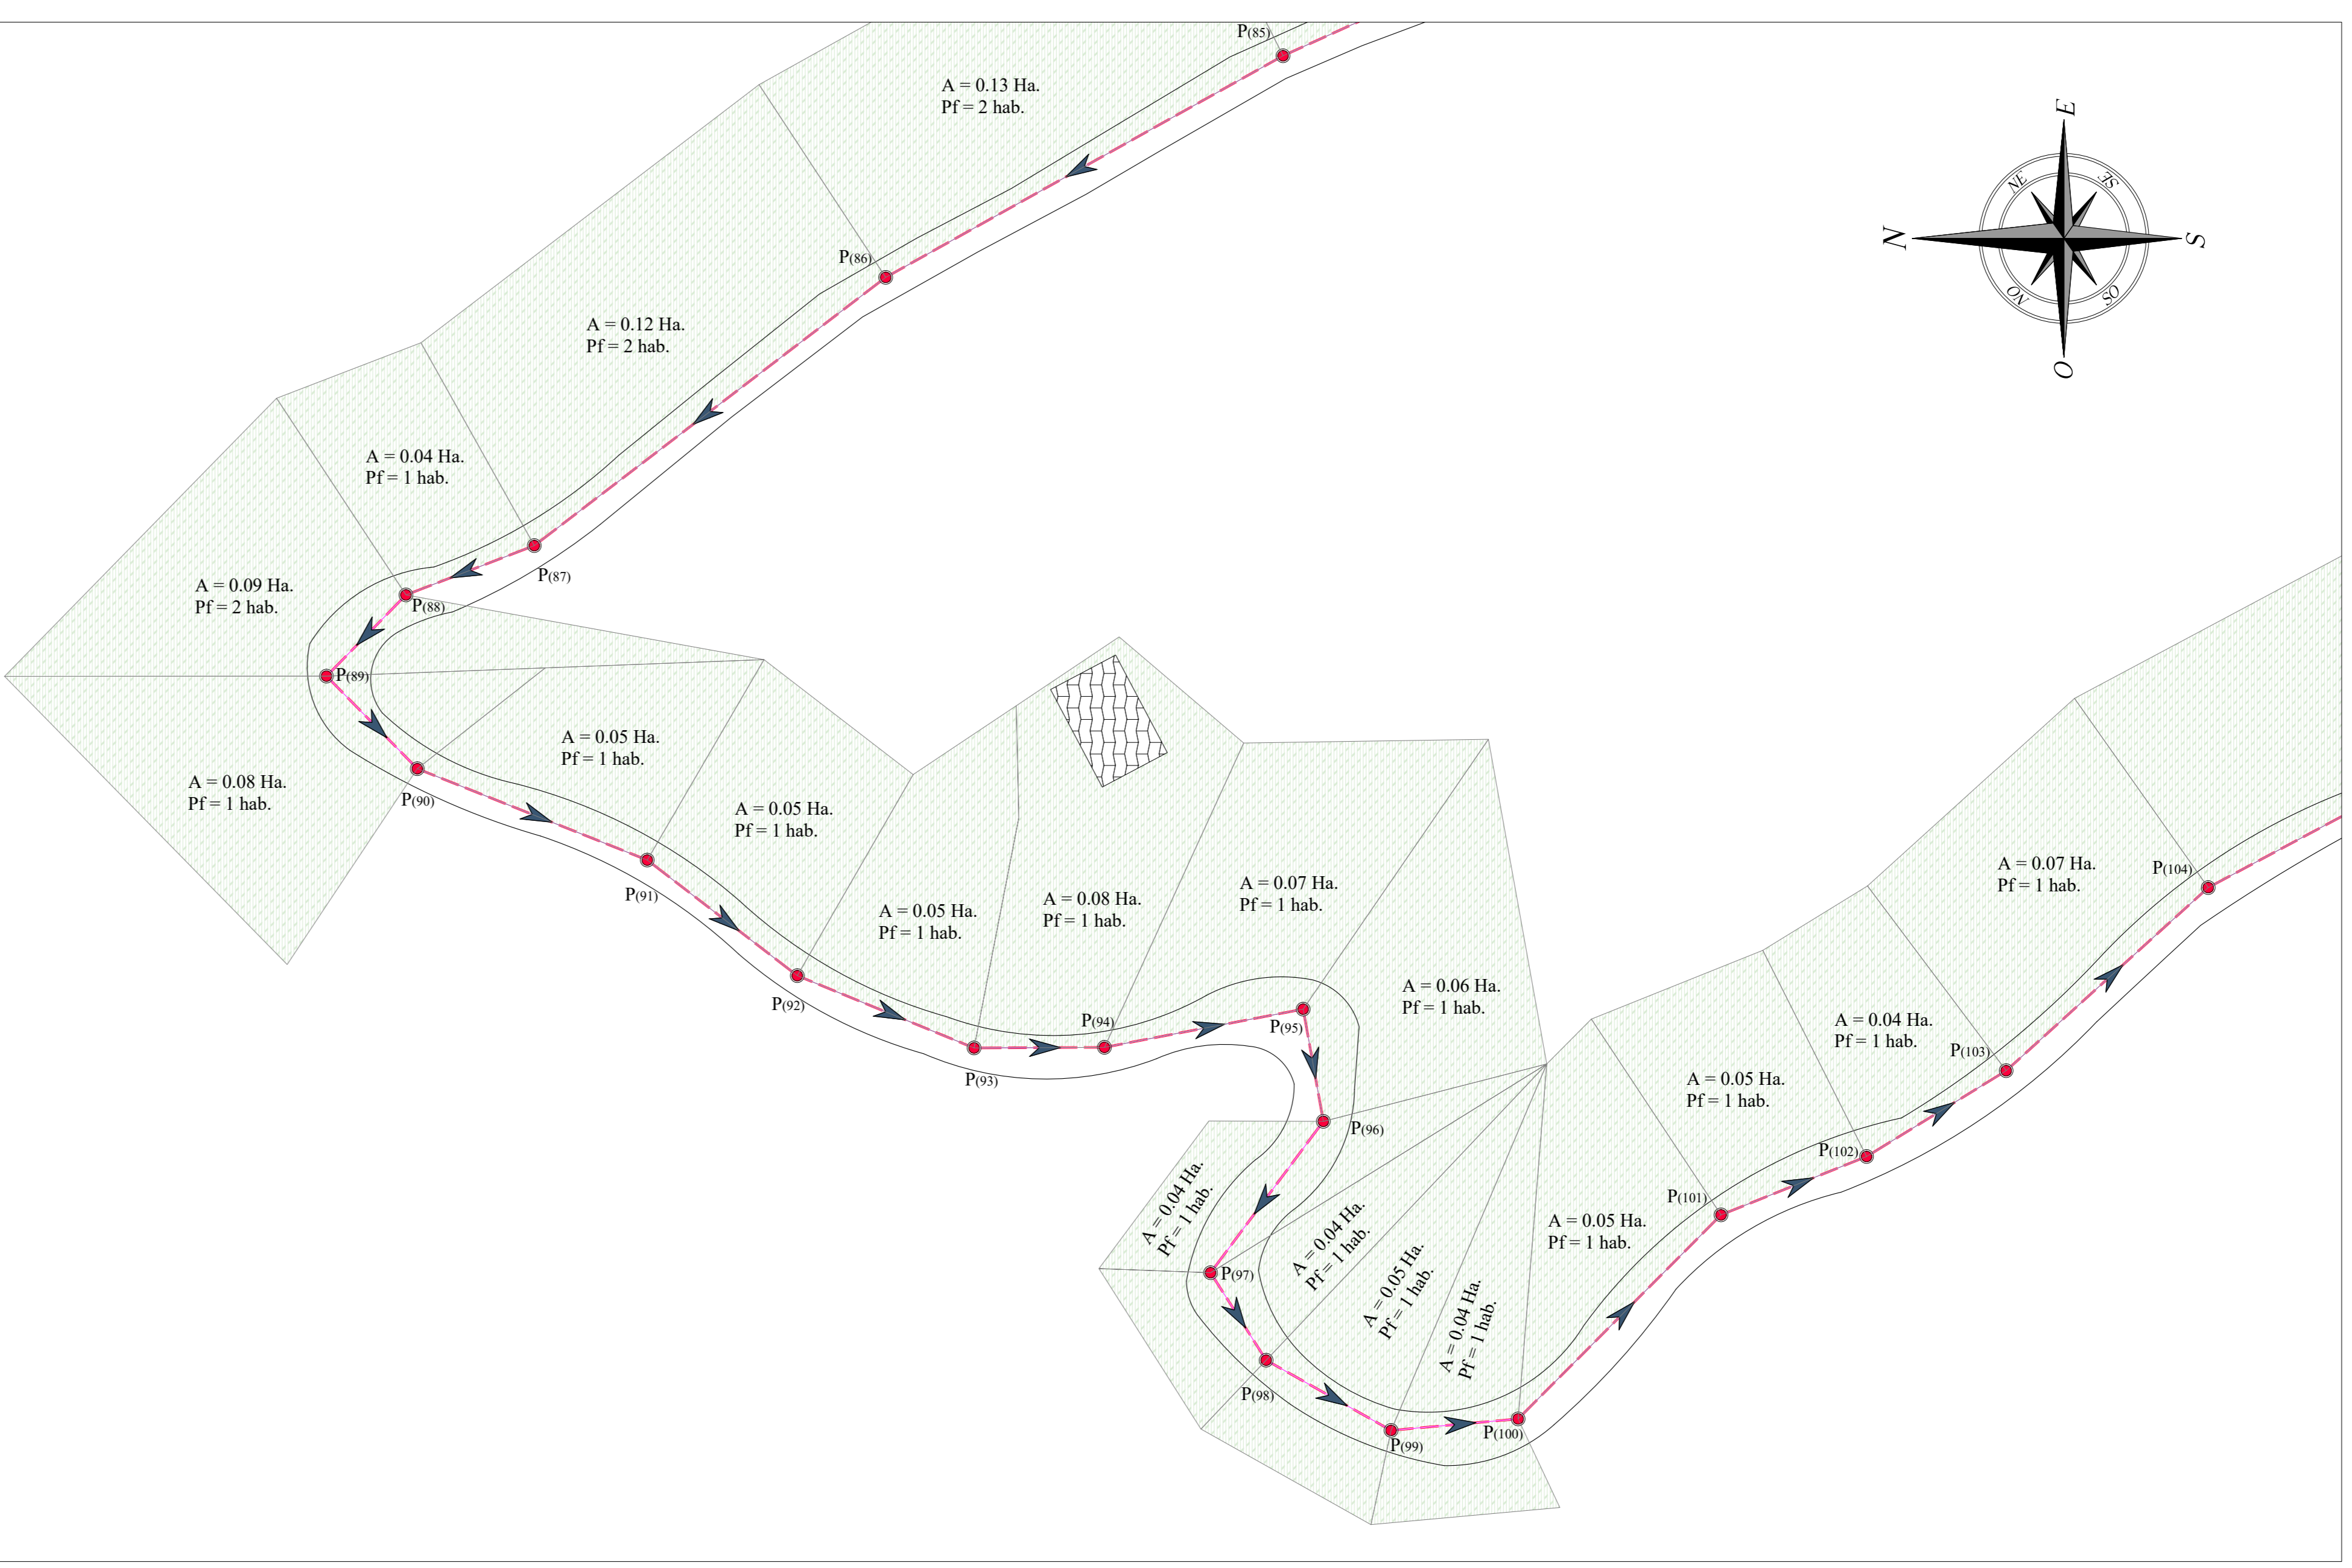 P(85)
A = 0.13 Ha.
Pf = 2 hab.
E
NE
SE
N
S
NO
OS
O
P(86)
A = 0.12 Ha.
Pf = 2 hab.
A = 0.04 Ha.
Pf = 1 hab.
P(87)
A = 0.09 Ha.
Pf = 2 hab.
P(88)
P(89)
A = 0.08 Ha.
Pf = 1 hab.
P(90)
A = 0.05 Ha.
Pf = 1 hab.
P(91)
A = 0.05 Ha.
Pf = 1 hab.
P(92)
A = 0.05 Ha.
Pf = 1 hab.
P(93)
A = 0.08 Ha.
Pf = 1 hab.
P(94)
A = 0.07 Ha.
Pf = 1 hab.
P(95)
A = 0.06 Ha.
Pf = 1 hab.
P(96)
A = 0.04 Ha.
Pf = 1 hab.
P(97)
A = 0.04 Ha.
Pf = 1 hab.
P(98)
A = 0.05 Ha.
Pf = 1 hab.
P(99)
A = 0.04 Ha.
Pf = 1 hab.
P(100)
A = 0.05 Ha.
Pf = 1 hab.
P(101)
A = 0.05 Ha.
Pf = 1 hab.
P(102)
A = 0.04 Ha.
Pf = 1 hab.
P(103)
A = 0.07 Ha.
Pf = 1 hab.
P(104)